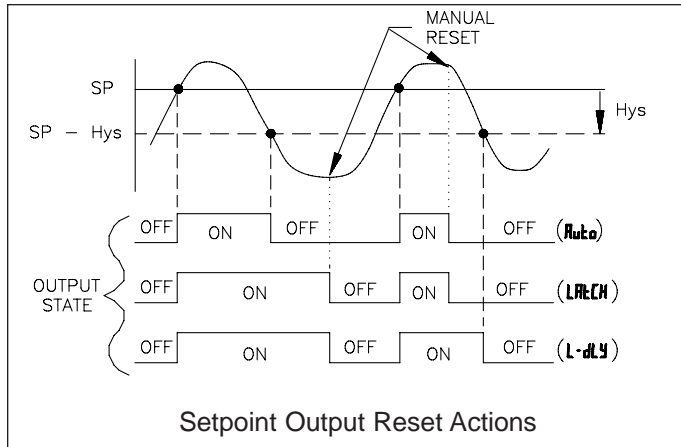 MANUAL
RESET
SP
Hys
SP - Hys
OFF ON OFF ON OFF (Auto)
OUTPUT
STATE
OFF ON OFF ON OFF (LAtCH)
OFF ON OFF ON OFF (L-dLY)
Setpoint Output Reset Actions